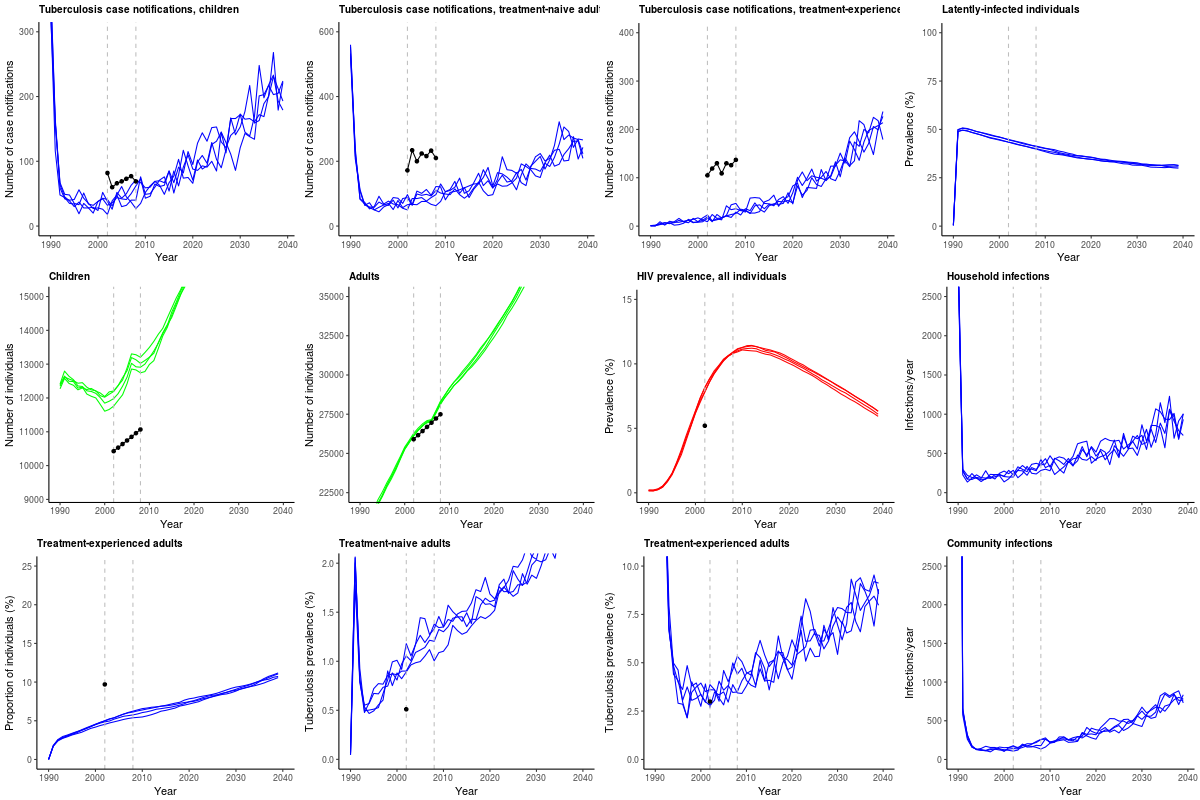 Tuberculosis case notifications, children
Number of case notifications
300
200
100
0
1990 2000 2010 2020 2030 2040
Year
Tuberculosis case notifications, treatment-naive adul
Number of case notifications
600
400
200
0
1990 2000 2010 2020 2030 2040
Year
Tuberculosis case notifications, treatment-experience
Number of case notifications
400
300
200
100
0
1990 2000 2010 2020 2030 2040
Year
Latently-infected individuals
Prevalence (%)
100
75
50
25
0
1990 2000 2010 2020 2030 2040
Year
Children
Number of individuals
15000
14000
13000
12000
11000
10000
9000
1990 2000 2010 2020 2030 2040
Year
Adults
Number of individuals
35000
32500
30000
27500
25000
22500
1990 2000 2010 2020 2030 2040
Year
HIV prevalence, all individuals
Prevalence (%)
15
10
5
0
1990 2000 2010 2020 2030 2040
Year
Household infections
Infections/year
2500
2000
1500
1000
500
0
1990 2000 2010 2020 2030 2040
Year
Treatment-experienced adults
Proportion of individuals (%)
25
20
15
10
5
0
1990 2000 2010 2020 2030 2040
Year
Treatment-naive adults
Tuberculosis prevalence (%)
2.0
1.5
1.0
0.5
0.0
1990 2000 2010 2020 2030 2040
Year
Treatment-experienced adults
Tuberculosis prevalence (%)
10.0
7.5
5.0
2.5
0.0
1990 2000 2010 2020 2030 2040
Year
Community infections
Infections/year
2500
2000
1500
1000
500
0
1990 2000 2010 2020 2030 2040
Year